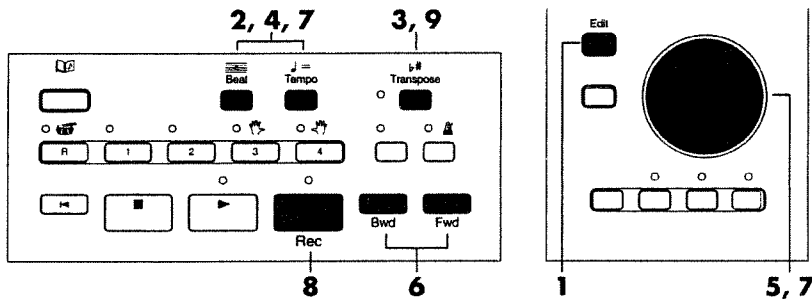 2, 4, 7
3, 9
Edit
♩ =
♭#
Beat
Tempo
Transpose
R
1
2
3
4
Bwd
Fwd
Rec
8
6
1
5, 7